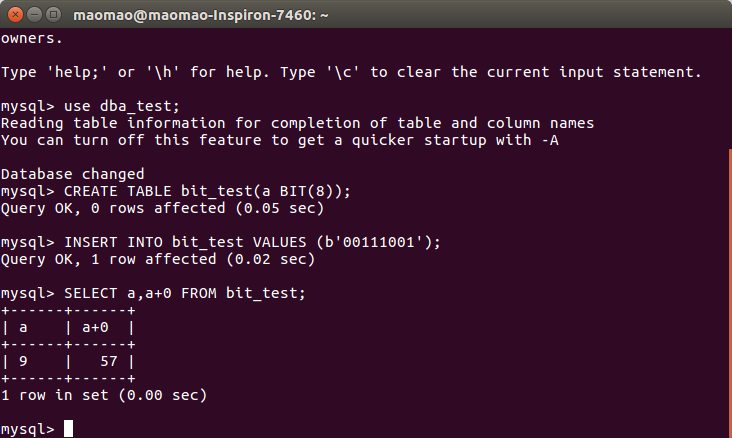 maomao@maomao-Inspiron-7460: ~
owners.
Type 'help;' or '\h' for help. Type '\c' to clear the current input statement.
mysql> use dba_test;
Reading table information for completion of table and column names
You can turn off this feature to get a quicker startup with -A
Database changed
mysql> CREATE TABLE bit_test(a BIT(8));
Query OK, 0 rows affected (0.05 sec)
mysql> INSERT INTO bit_test VALUES (b'00111001');
Query OK, 1 row affected (0.02 sec)
mysql> SELECT a,a+0 FROM bit_test;
+------+------+
| a    | a+0  |
+------+------+
| 9    |   57 |
+------+------+
1 row in set (0.00 sec)
mysql>